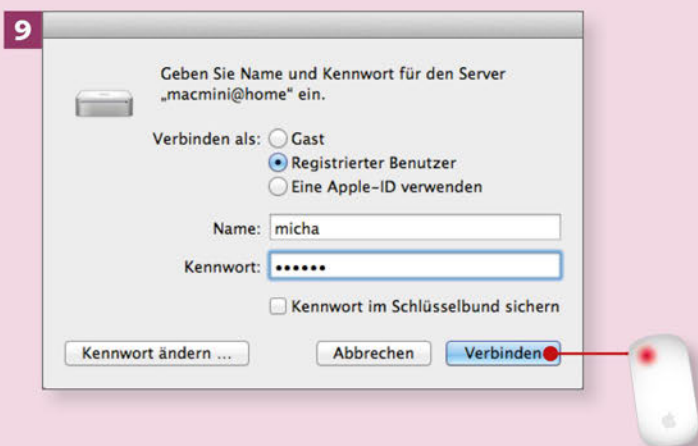 9
Geben Sie Name und Kennwort für den Server
„macmini@home“ ein.
Verbinden als: Gast
Registrierter Benutzer
Eine Apple-ID verwenden
Name: micha
Kennwort: ••••••
Kennwort im Schlüsselbund sichern
Kennwort ändern ... Abbrechen Verbinden